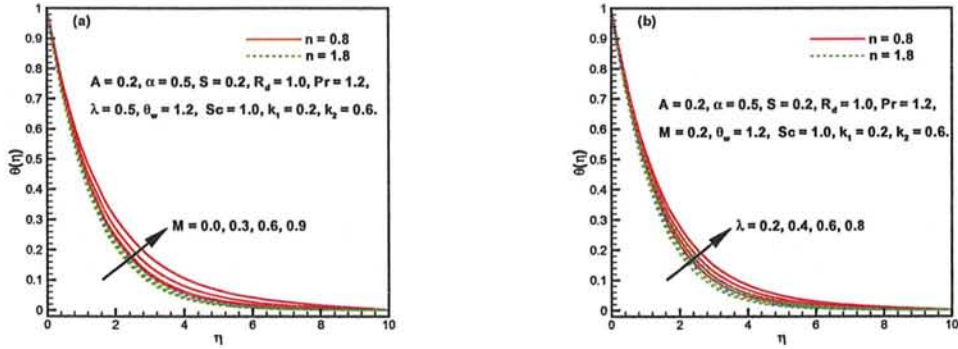 (a)
n = 0.8
n = 1.8
A = 0.2, α = 0.5, S = 0.2, R_d = 1.0, Pr = 1.2,
λ = 0.5, θ_w = 1.2, Sc = 1.0, k_1 = 0.2, k_2 = 0.6.
M = 0.0, 0.3, 0.6, 0.9
θ(η)
1
0.9
0.8
0.7
0.6
0.5
0.4
0.3
0.2
0.1
0
0 2 4 6 8 10
η
(b)
n = 0.8
n = 1.8
A = 0.2, α = 0.5, S = 0.2, R_d = 1.0, Pr = 1.2,
M = 0.2, θ_w = 1.2, Sc = 1.0, k_1 = 0.2, k_2 = 0.6.
λ = 0.2, 0.4, 0.6, 0.8
θ(η)
1
0.9
0.8
0.7
0.6
0.5
0.4
0.3
0.2
0.1
0
0 2 4 6 8 10
η